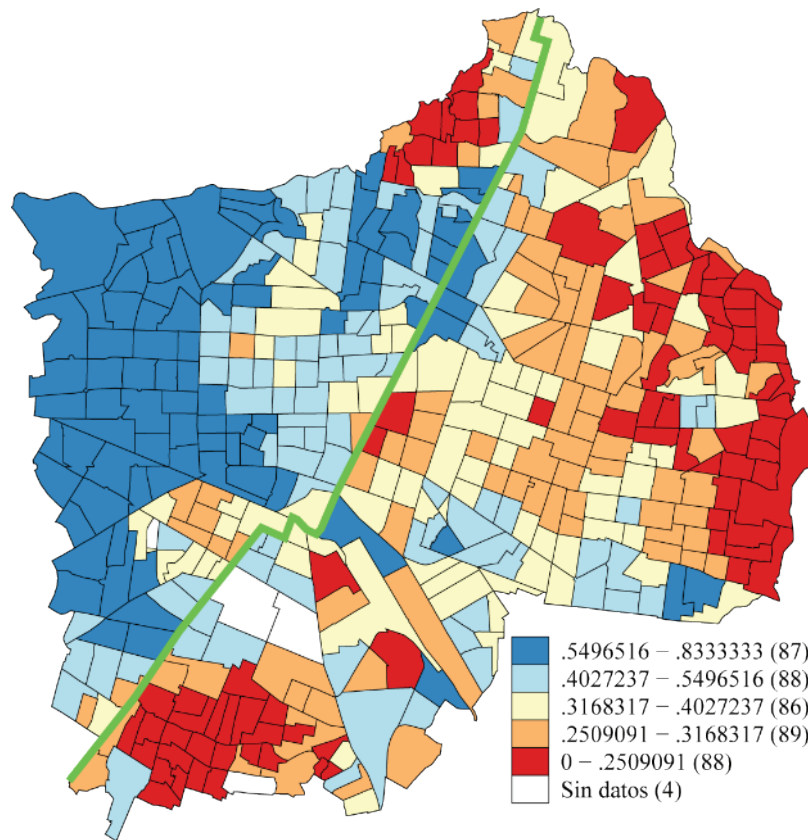 .5496516 – .8333333 (87)
.4027237 – .5496516 (88)
.3168317 – .4027237 (86)
.2509091 – .3168317 (89)
0 – .2509091 (88)
Sin datos (4)